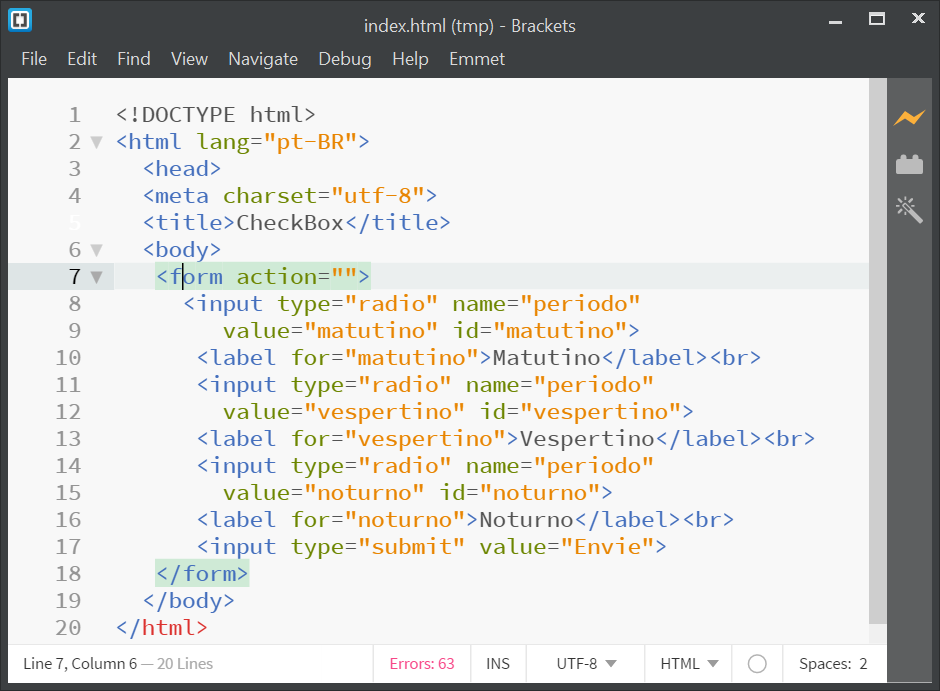 index.html (tmp) - Brackets
File Edit Find View Navigate Debug Help Emmet
1 <!DOCTYPE html>
2 <html lang="pt-BR">
3 <head>
4 <meta charset="utf-8">
5 <title>CheckBox</title>
6 <body>
7 <form action="">
8 <input type="radio" name="periodo"
9 value="matutino" id="matutino">
10 <label for="matutino">Matutino</label><br>
11 <input type="radio" name="periodo"
12 value="vespertino" id="vespertino">
13 <label for="vespertino">Vespertino</label><br>
14 <input type="radio" name="periodo"
15 value="noturno" id="noturno">
16 <label for="noturno">Noturno</label><br>
17 <input type="submit" value="Envie">
18 </form>
19 </body>
20 </html>
Line 7, Column 6 — 20 Lines Errors: 63 INS UTF-8 HTML Spaces: 2